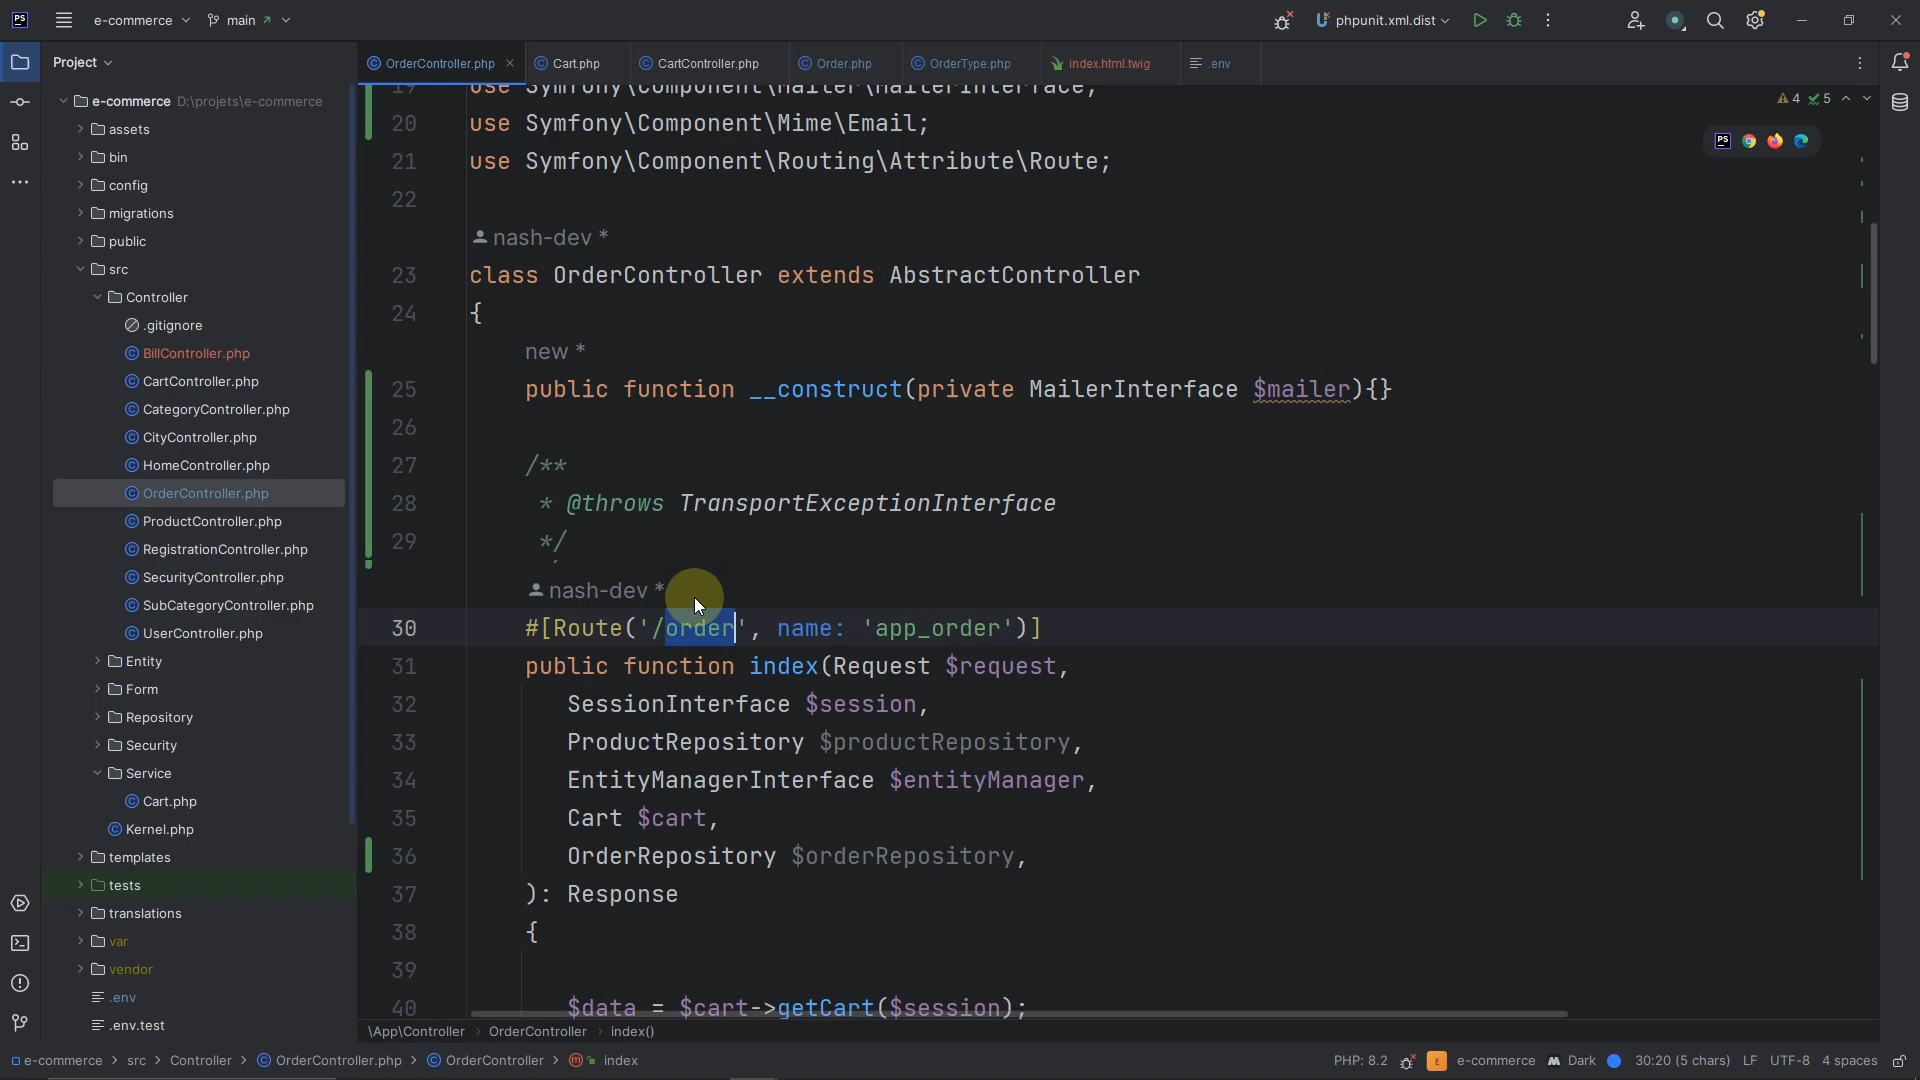 PS
e-commerce
main
phpunit.xml.dist
Project
OrderController.php
Cart.php
CartController.php
Order.php
OrderType.php
index.html.twig
.env
e-commerce D:\projets\e-commerce
assets
bin
config
migrations
public
src
Controller
.gitignore
BillController.php
CartController.php
CategoryController.php
CityController.php
HomeController.php
OrderController.php
ProductController.php
RegistrationController.php
SecurityController.php
SubCategoryController.php
UserController.php
Entity
Form
Repository
Security
Service
Cart.php
Kernel.php
templates
tests
translations
var
vendor
.env
.env.test
4 5
PS
19 use Symfony\Component\Mailer\MailerInterface;
20 use Symfony\Component\Mime\Email;
21 use Symfony\Component\Routing\Attribute\Route;
22
nash-dev *
23 class OrderController extends AbstractController
24 {
new *
25 public function __construct(private MailerInterface $mailer){}
26
27 /**
28 * @throws TransportExceptionInterface
29 */
nash-dev *
30 #[Route('/order', name: 'app_order')]
31 public function index(Request $request,
32 SessionInterface $session,
33 ProductRepository $productRepository,
34 EntityManagerInterface $entityManager,
35 Cart $cart,
36 OrderRepository $orderRepository,
37 ): Response
38 {
39
40 $data = $cart->getCart($session);
\App\Controller › OrderController › index()
e-commerce > src > Controller > OrderController.php > OrderController > index
PHP: 8.2
E
e-commerce
Dark
30:20 (5 chars)
LF
UTF-8
4 spaces